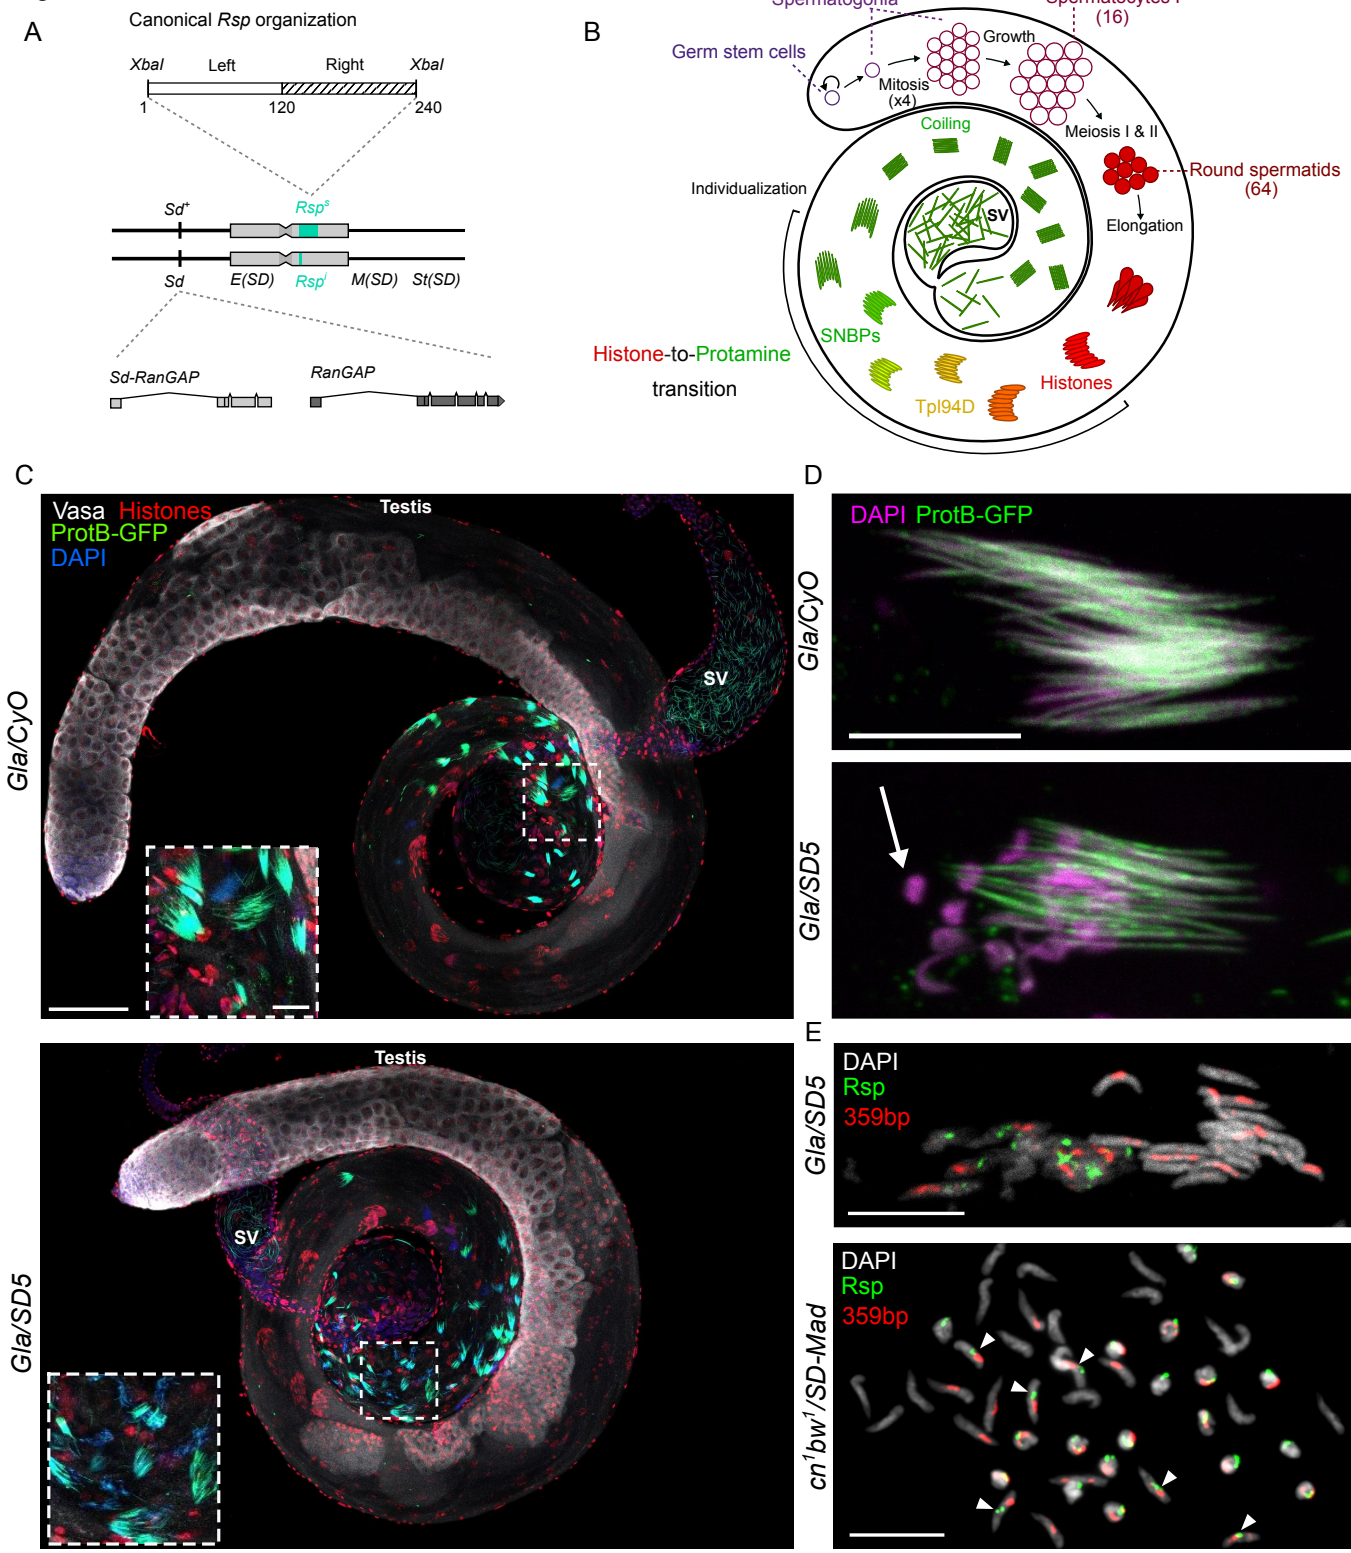 A
Canonical Rsp organization
XbaI
Left
Right
XbaI
1
120
240
Sd⁺
Rspˢ
Sd
E(SD)
Rspⁱ
M(SD)
St(SD)
Sd-RanGAP
RanGAP
B
Spermatogonia
(16)
Germ stem cells
Growth
Mitosis
(x4)
Coiling
Meiosis I & II
Individualization
Round spermatids
(64)
SV
Elongation
SNBPs
Histone-to-Protamine
transition
Histones
Tpl94D
C
Vasa Histones
ProtB-GFP
DAPI
Testis
SV
Gla/CyO
Testis
SV
Gla/SD5
D
DAPI ProtB-GFP
Gla/CyO
Gla/SD5
E
DAPI
Rsp
359bp
Gla/SD5
DAPI
Rsp
359bp
cn¹bw¹/SD-Mad